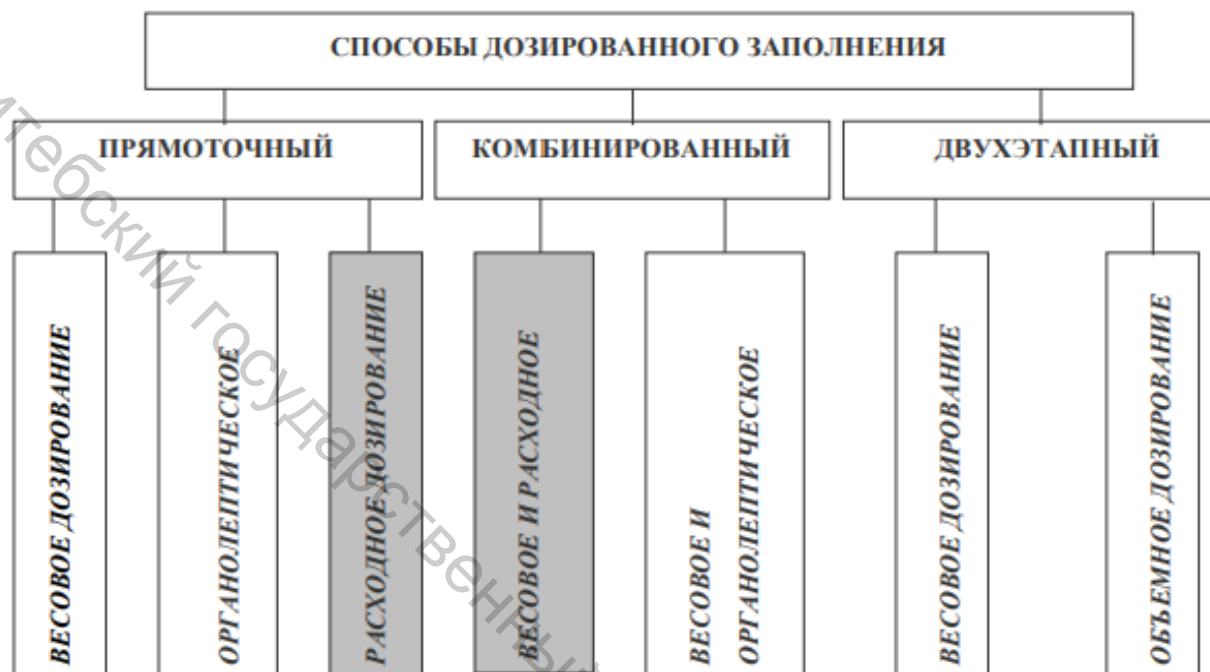 СПОСОБЫ ДОЗИРОВАННОГО ЗАПОЛНЕНИЯ
ПРЯМОТОЧНЫЙ
КОМБИНИРОВАННЫЙ
ДВУХЭТАПНЫЙ
ВЕСОВОЕ ДОЗИРОВАНИЕ
ОРГАНОЛЕПТИЧЕСКОЕ
РАСХОДНОЕ ДОЗИРОВАНИЕ
ВЕСОВОЕ И РАСХОДНОЕ
ВЕСОВОЕ И
ОРГАНОЛЕПТИЧЕСКОЕ
ВЕСОВОЕ ДОЗИРОВАНИЕ
ОБЪЕМНОЕ ДОЗИРОВАНИЕ
государственный